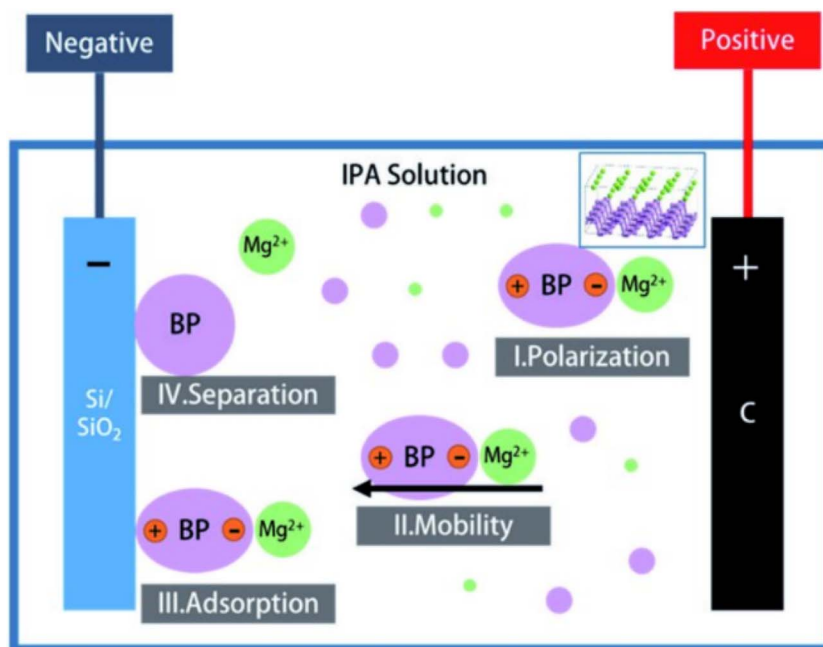 Negative
Positive
IPA Solution
−
Mg²⁺
+ BP − Mg²⁺
+
BP
I.Polarization
IV.Separation
Si/
SiO₂
C
+ BP − Mg²⁺
II.Mobility
+ BP − Mg²⁺
III.Adsorption